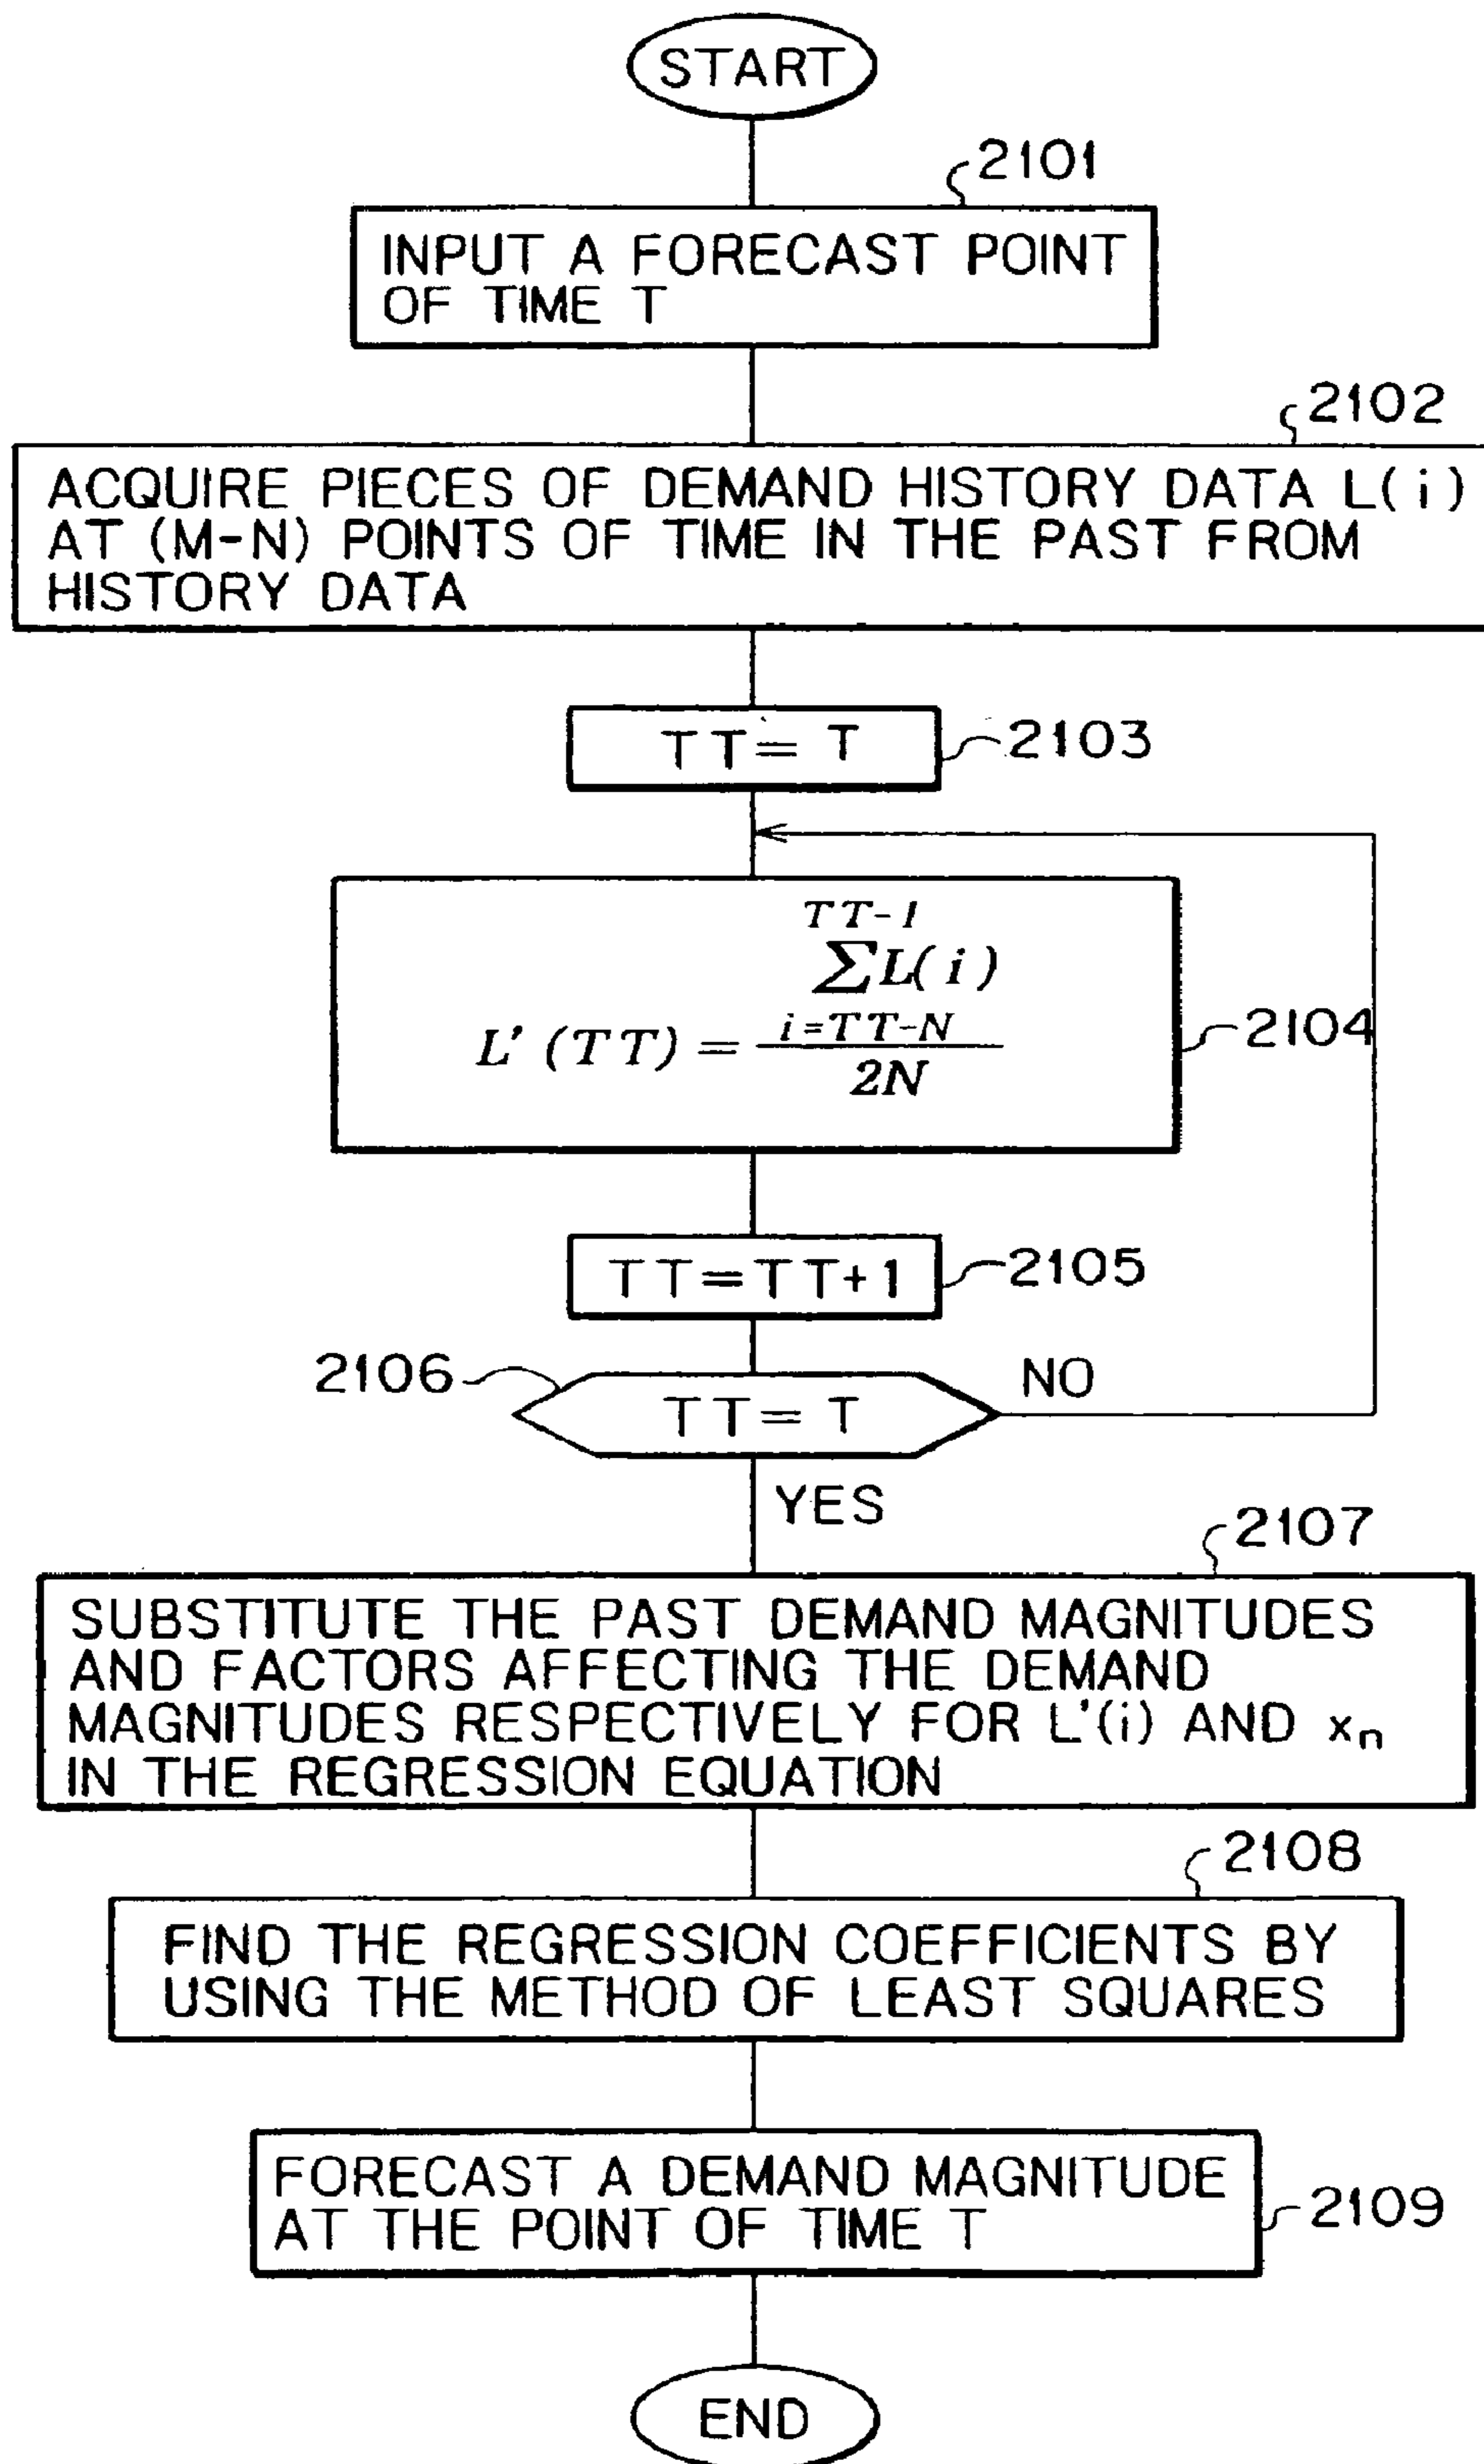 START
2101
INPUT A FORECAST POINT
OF TIME T
2102
ACQUIRE PIECES OF DEMAND HISTORY DATA L(i)
AT (M-N) POINTS OF TIME IN THE PAST FROM
HISTORY DATA
TT = T
2103
TT-1
ΣL(i)
i=TT-N
L'(TT) =
2N
2104
TT=TT+1
2105
2106
TT = T
NO
YES
2107
SUBSTITUTE THE PAST DEMAND MAGNITUDES
AND FACTORS AFFECTING THE DEMAND
MAGNITUDES RESPECTIVELY FOR L'(i) AND xₙ
IN THE REGRESSION EQUATION
2108
FIND THE REGRESSION COEFFICIENTS BY
USING THE METHOD OF LEAST SQUARES
FORECAST A DEMAND MAGNITUDE
AT THE POINT OF TIME T
2109
END